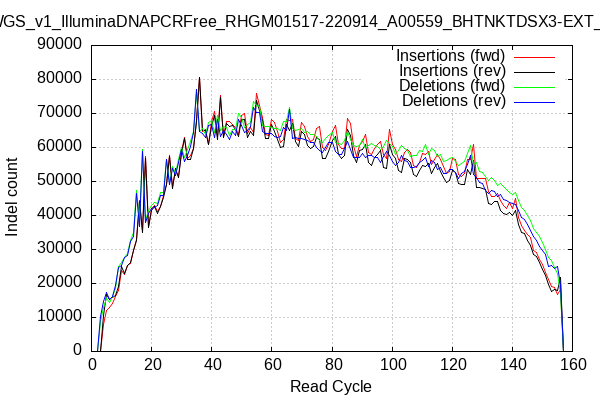 WGS_v1_IlluminaDNAPCRFree_RHGM01517-220914_A00559_BHTNKTDSX3-EXT_
90000
80000
70000
60000
50000
40000
30000
20000
10000
0
Indel count
Insertions (fwd)
Insertions (rev)
Deletions (fwd)
Deletions (rev)
0 20 40 60 80 100 120 140 160
Read Cycle